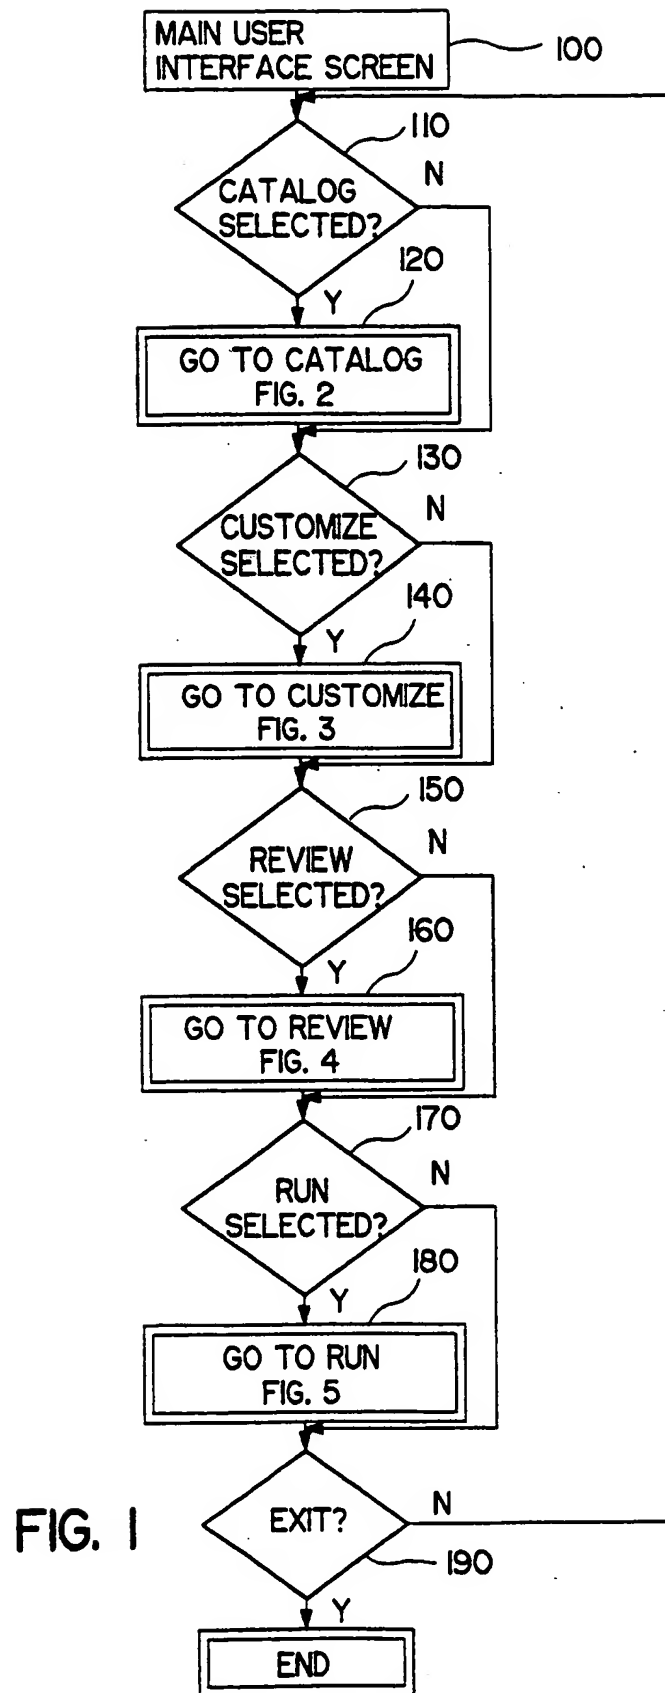 MAIN USER
INTERFACE SCREEN
100
110
N
CATALOG
SELECTED?
120
Y
GO TO CATALOG
FIG. 2
130
N
CUSTOMIZE
SELECTED?
140
Y
GO TO CUSTOMIZE
FIG. 3
150
N
REVIEW
SELECTED?
160
Y
GO TO REVIEW
FIG. 4
170
N
RUN
SELECTED?
180
Y
GO TO RUN
FIG. 5
N
EXIT?
FIG. 1
190
Y
END